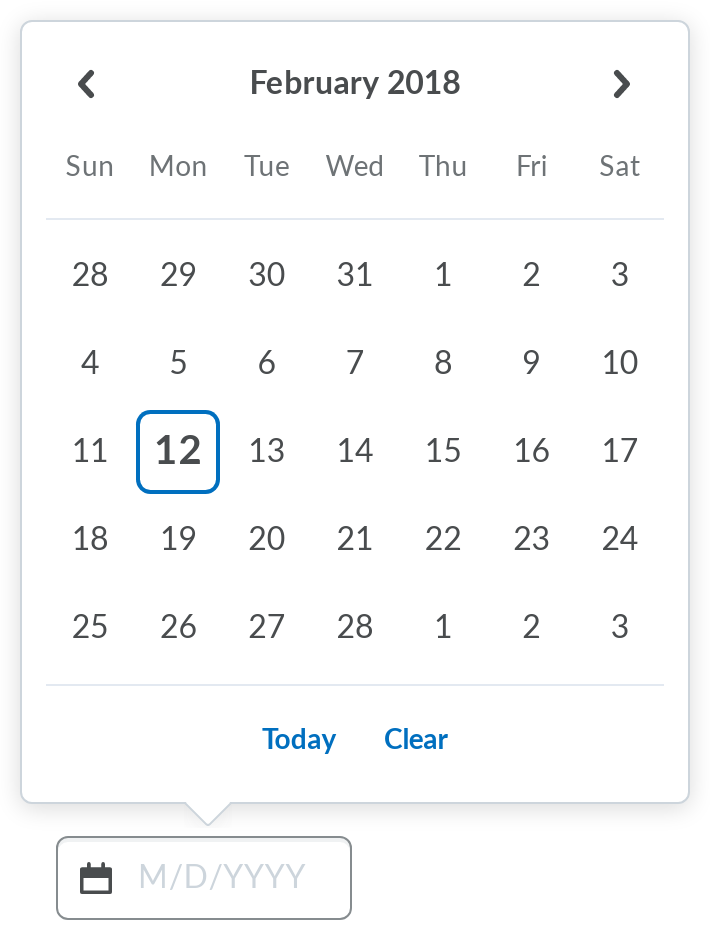 February 2018
Sun Mon Tue Wed Thu Fri Sat
28 29 30 31 1 2 3
4 5 6 7 8 9 10
11 12 13 14 15 16 17
18 19 20 21 22 23 24
25 26 27 28 1 2 3
Today Clear
M/D/YYYY